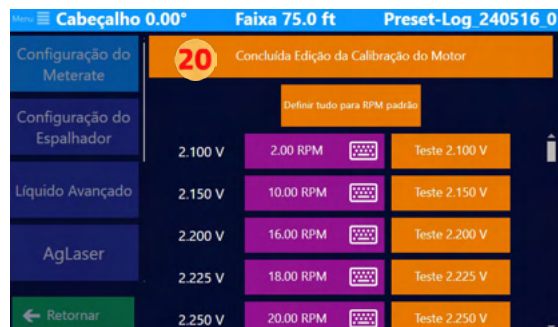 Menu Cabeçalho 0.00° Faixa 75.0 ft Preset-Log_240516_0
Configuração do
Meterate
20 Concluída Edição da Calibração do Motor
Definir tudo para RPM padrão
Configuração do
Espalhador
2.100 V 2.00 RPM Teste 2.100 V
Líquido Avançado
2.150 V 10.00 RPM Teste 2.150 V
2.200 V 16.00 RPM Teste 2.200 V
AgLaser
2.225 V 18.00 RPM Teste 2.225 V
Retornar
2.250 V 20.00 RPM Teste 2.250 V